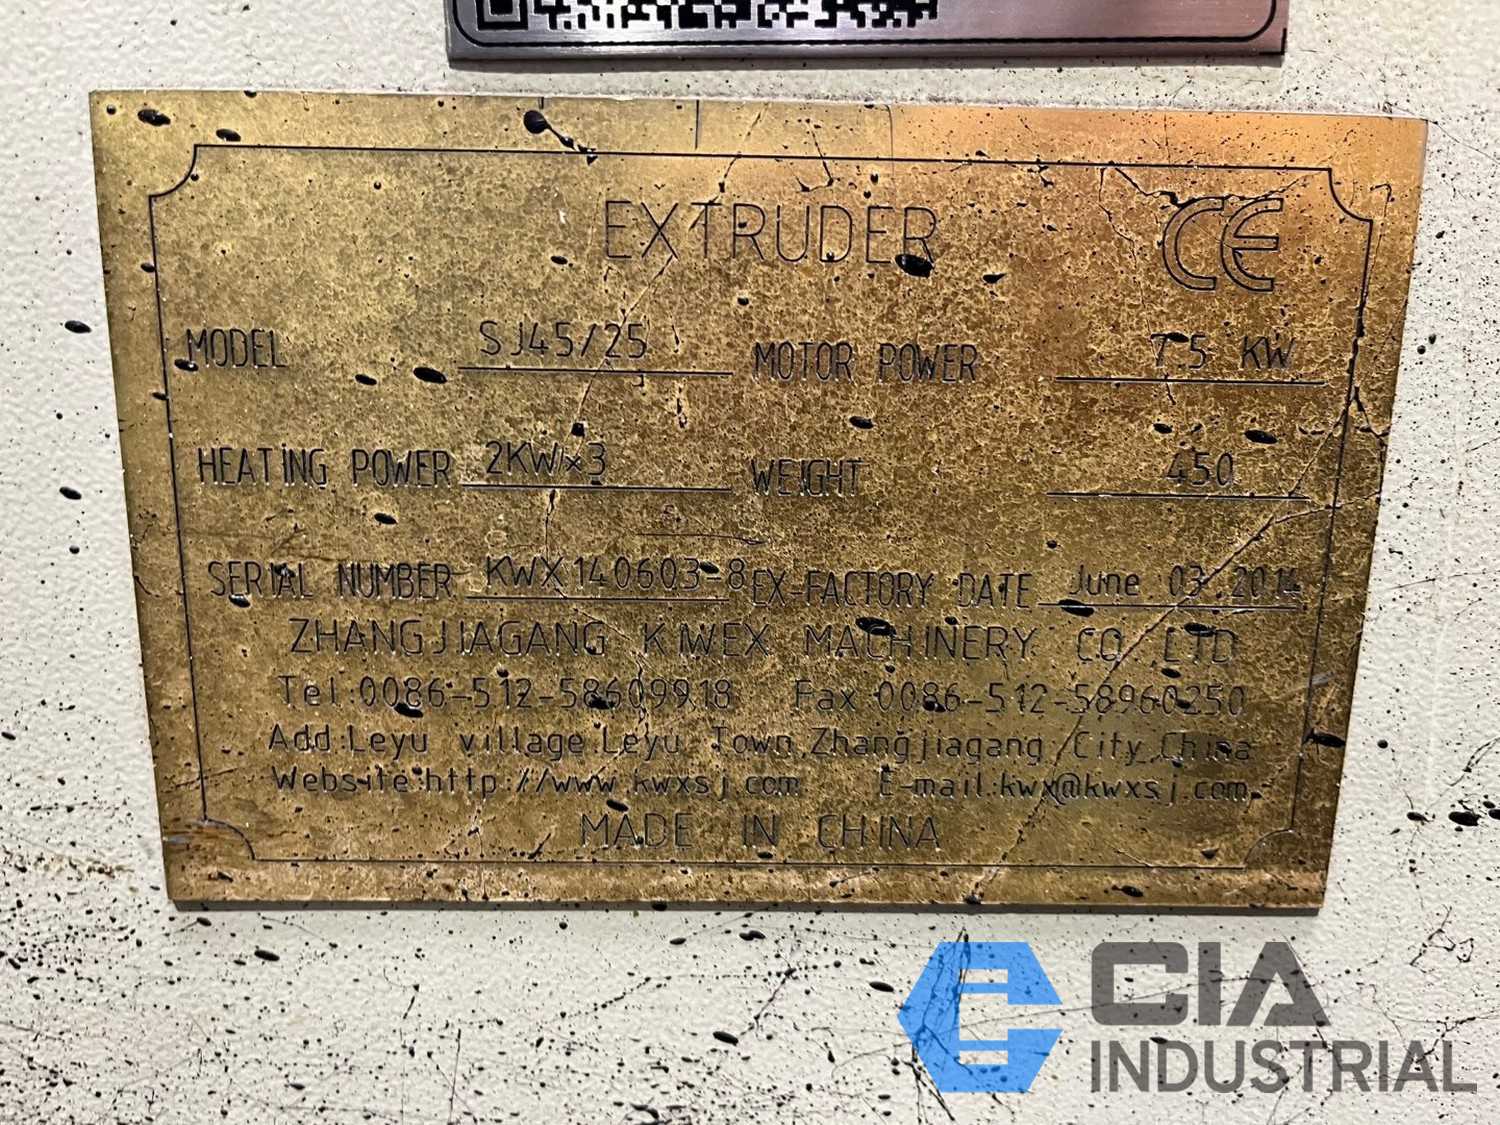 EXTRUDER CE
MODEL SJ45/25 MOTOR POWER 7.5 KW
HEATING POWER 2KW×3 WEIGHT 450
SERIAL NUMBER KWX140603-8 EX-FACTORY DATE June 03.2014
ZHANGJIAGANG KIWEX MACHINERY CO. LTD
Tel:0086-512-58609918 Fax:0086-512-58960250
Add:Leyu village.Leyu Town,Zhangjiagang City,China
Website:http://www.kwxsj.com E-mail:kwx@kwxsj.com
MADE IN CHINA
CIA
INDUSTRIAL